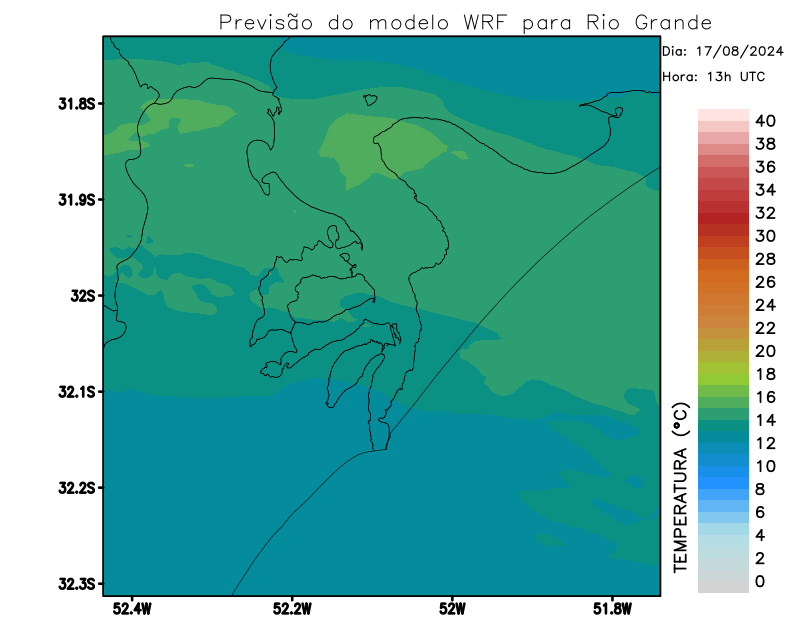 Previsão do modelo WRF para Rio Grande
Dia: 17/08/2024
Hora: 13h UTC
31.8S
31.9S
32S
32.1S
32.2S
32.3S
52.4W
52.2W
52W
51.8W
TEMPERATURA (°C)
40
38
36
34
32
30
28
26
24
22
20
18
16
14
12
10
8
6
4
2
0